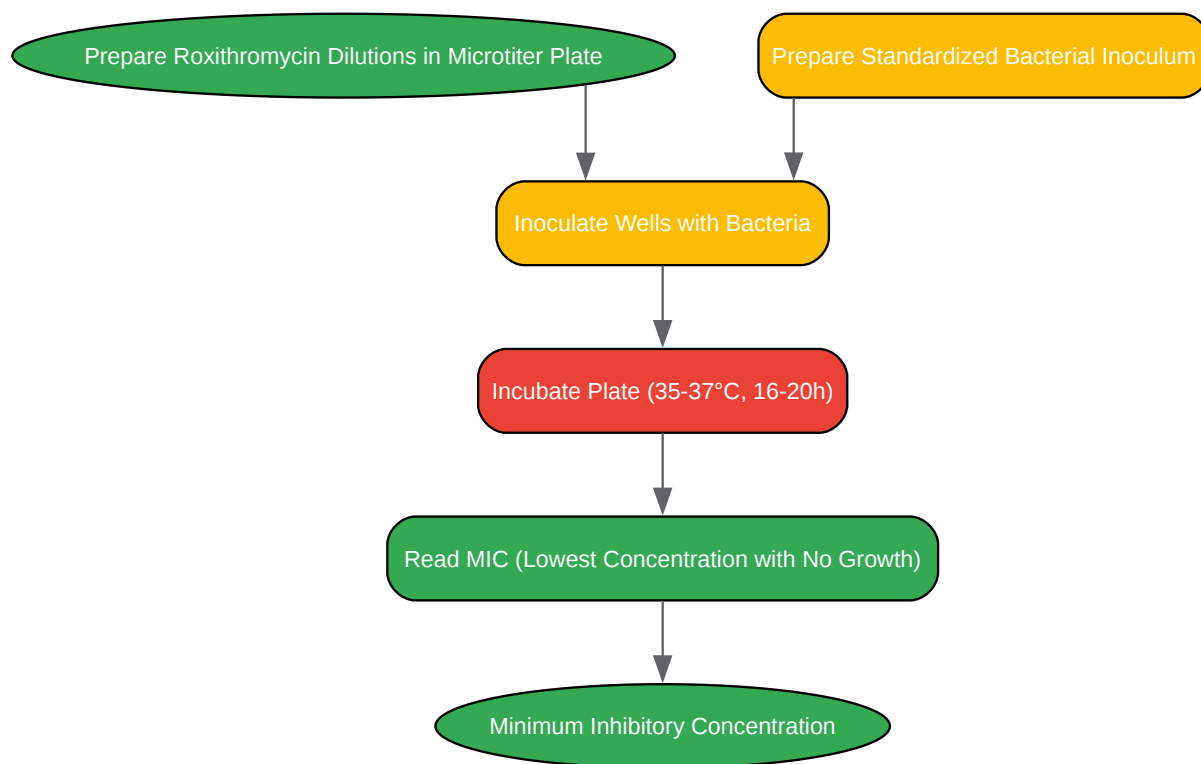 Prepare Roxithromycin Dilutions in Microtiter Plate
Prepare Standardized Bacterial Inoculum
Inoculate Wells with Bacteria
Incubate Plate (35-37°C, 16-20h)
Read MIC (Lowest Concentration with No Growth)
Minimum Inhibitory Concentration